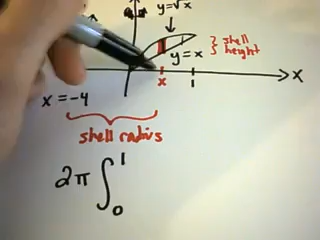 y=√x
y=x
} shell height
x
1
X
x=-4
shell radius
2π ∫₀¹